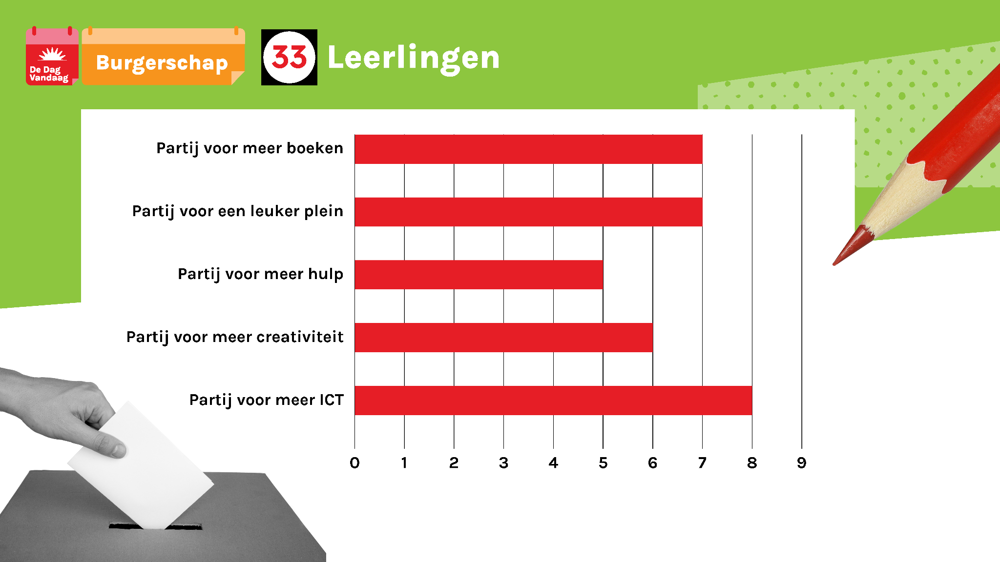 De Dag
Vandaag
Burgerschap
33
Leerlingen
Partij voor meer boeken
Partij voor een leuker plein
Partij voor meer hulp
Partij voor meer creativiteit
Partij voor meer ICT
0 1 2 3 4 5 6 7 8 9